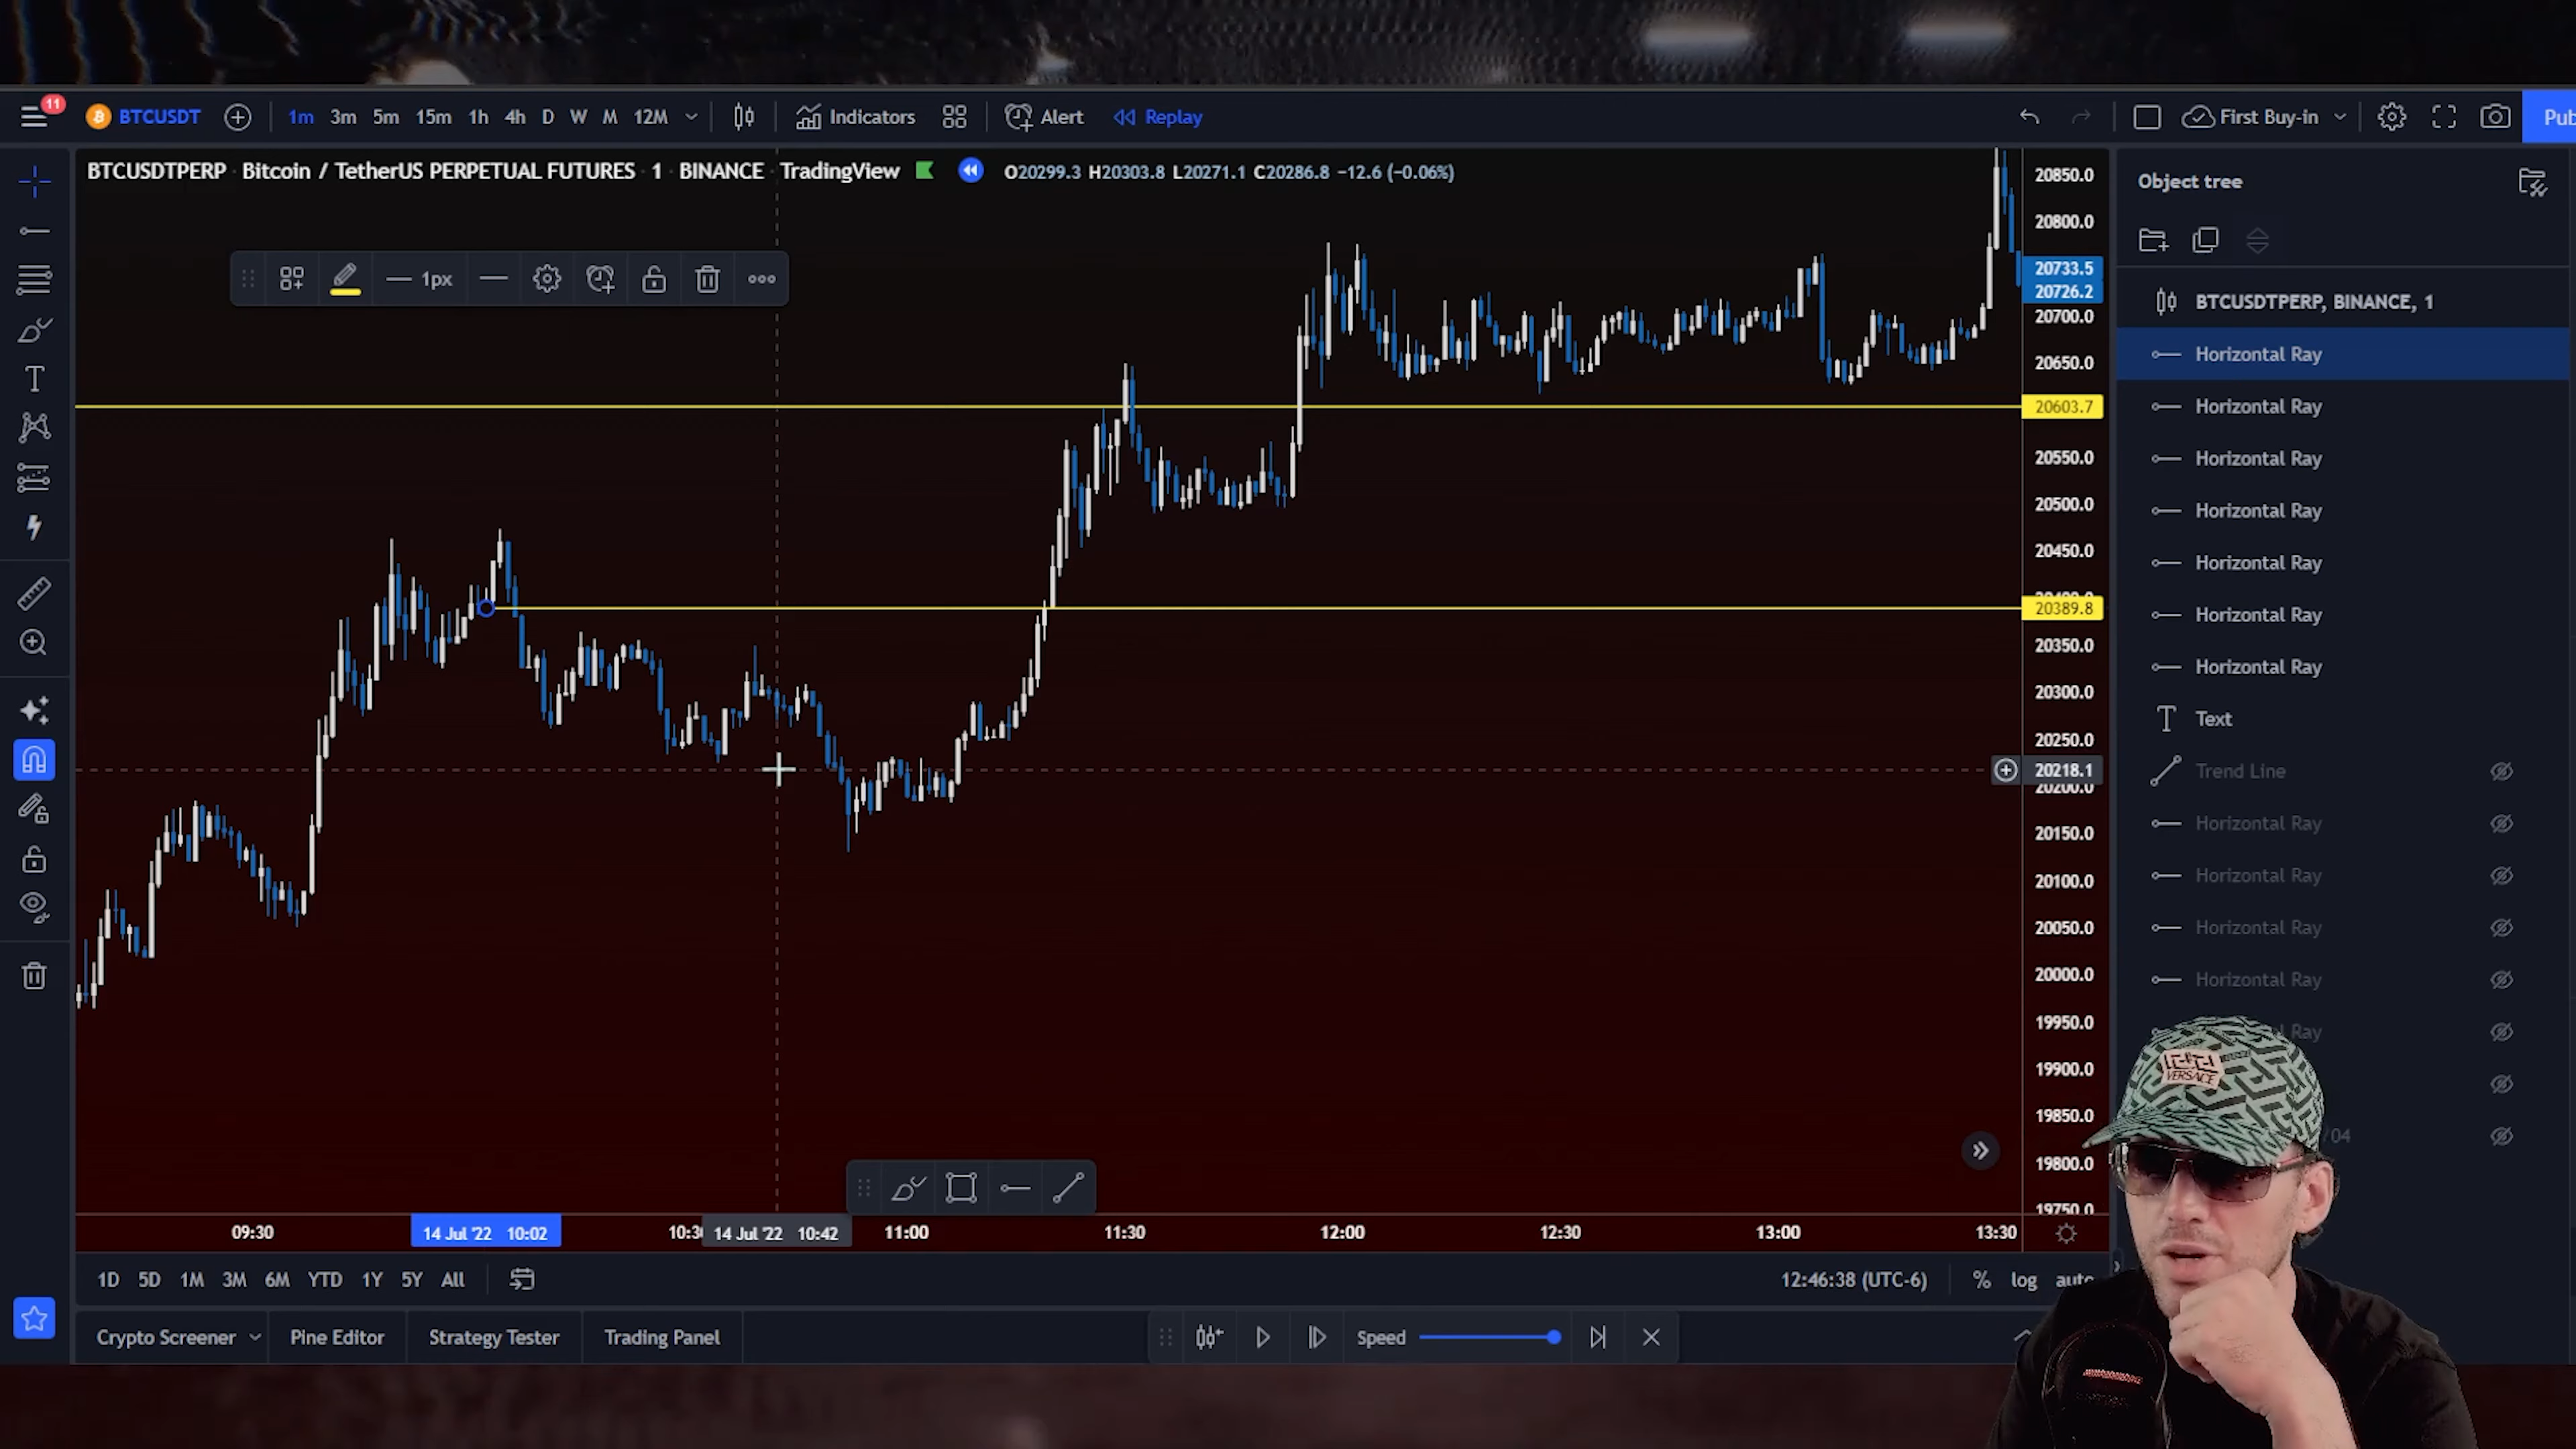 11
BTCUSDT 1m 3m 5m 15m 1h 4h D W M 12M Indicators Alert Replay First Buy-in Pub
BTCUSDTPERP · Bitcoin / TetherUS PERPETUAL FUTURES · 1 · BINANCE · TradingView O20299.3 H20303.8 L20271.1 C20286.8 −12.6 (−0.06%)
1px
20850.0
20800.0
20733.5
20726.2
20700.0
20650.0
20603.7
20550.0
20500.0
20450.0
20389.8
20350.0
20300.0
20250.0
20218.1
20200.0
20150.0
20100.0
20050.0
20000.0
19950.0
19900.0
19850.0
19800.0
19750.0
Object tree
BTCUSDTPERP, BINANCE, 1
Horizontal Ray
Horizontal Ray
Horizontal Ray
Horizontal Ray
Horizontal Ray
Horizontal Ray
Horizontal Ray
Text
Trend Line
Horizontal Ray
Horizontal Ray
Horizontal Ray
Horizontal Ray
Ray
/04
VERSACE
09:30 14 Jul '22 10:02 10:30 14 Jul '22 10:42 11:00 11:30 12:00 12:30 13:00 13:30
1D 5D 1M 3M 6M YTD 1Y 5Y All 12:46:38 (UTC-6) % log auto
Crypto Screener Pine Editor Strategy Tester Trading Panel Speed